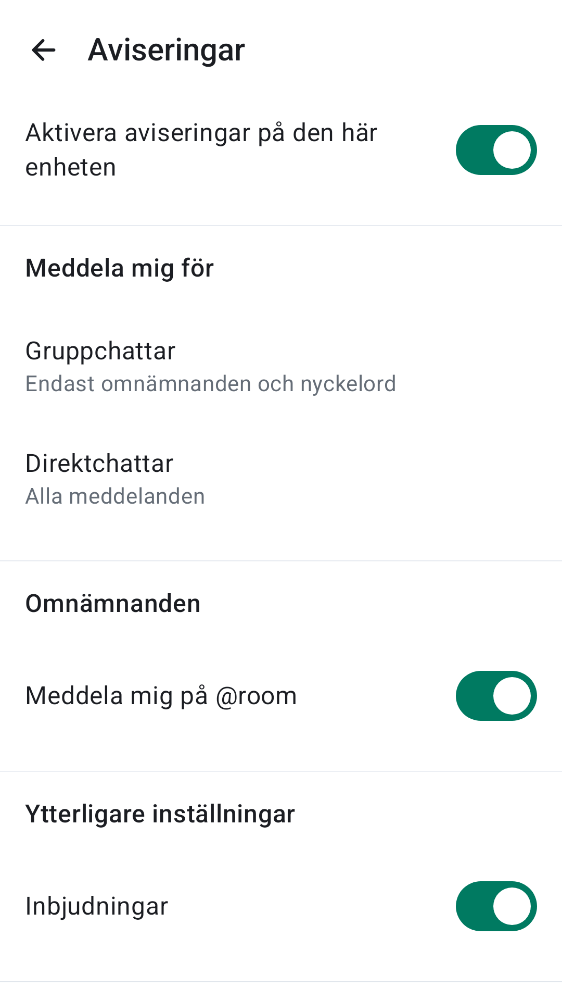 Aviseringar
Aktivera aviseringar på den här
enheten
Meddela mig för
Gruppchattar
Endast omnämnanden och nyckelord
Direktchattar
Alla meddelanden
Omnämnanden
Meddela mig på @room
Ytterligare inställningar
Inbjudningar